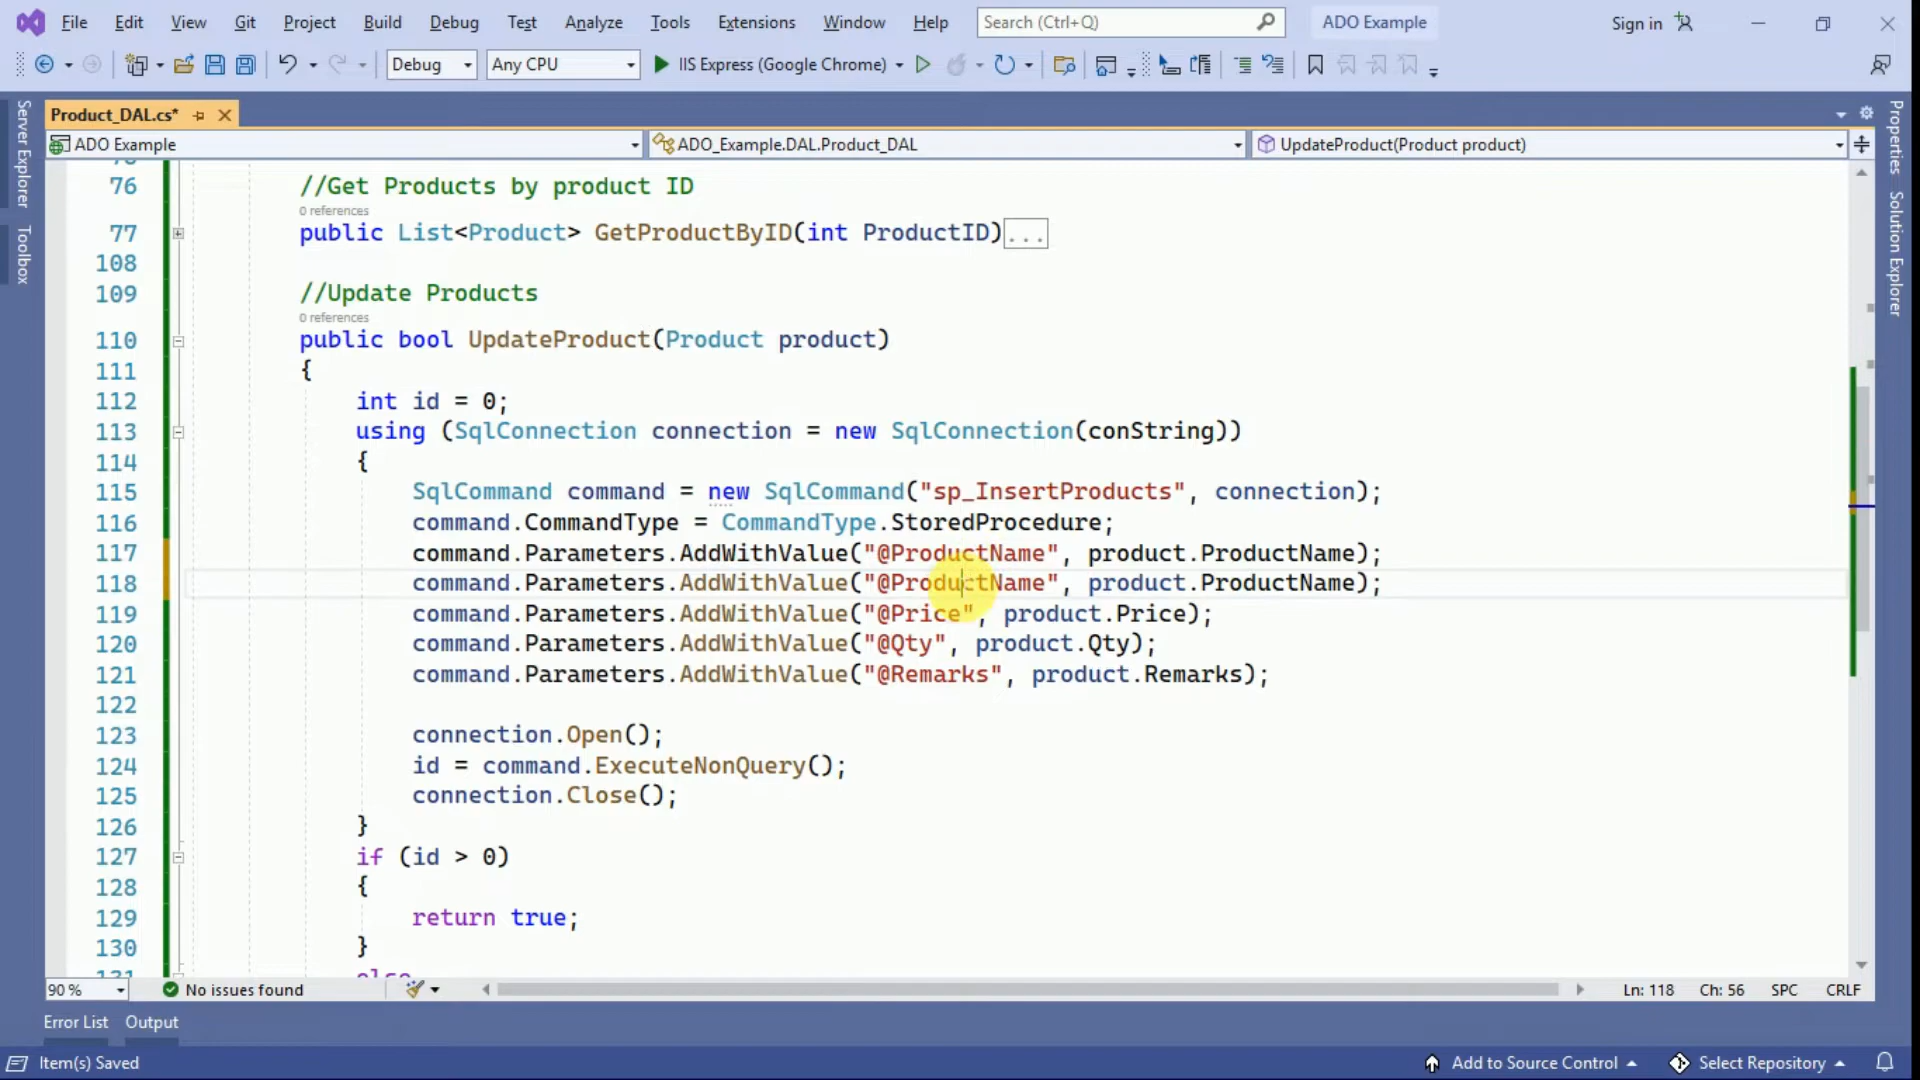 File Edit View Git Project Build Debug Test Analyze Tools Extensions Window Help Search (Ctrl+Q) ADO Example Sign in
Debug Any CPU IIS Express (Google Chrome)
Product_DAL.cs*
ADO Example ADO_Example.DAL.Product_DAL UpdateProduct(Product product)
Server Explorer
Toolbox
Properties
Solution Explorer
76 //Get Products by product ID
0 references
77 public List<Product> GetProductByID(int ProductID)...
108
109 //Update Products
0 references
110 public bool UpdateProduct(Product product)
111 {
112 int id = 0;
113 using (SqlConnection connection = new SqlConnection(conString))
114 {
115 SqlCommand command = new SqlCommand("sp_InsertProducts", connection);
116 command.CommandType = CommandType.StoredProcedure;
117 command.Parameters.AddWithValue("@ProductName", product.ProductName);
118 command.Parameters.AddWithValue("@ProductName", product.ProductName);
119 command.Parameters.AddWithValue("@Price", product.Price);
120 command.Parameters.AddWithValue("@Qty", product.Qty);
121 command.Parameters.AddWithValue("@Remarks", product.Remarks);
122
123 connection.Open();
124 id = command.ExecuteNonQuery();
125 connection.Close();
126 }
127 if (id > 0)
128 {
129 return true;
130 }
131 else
90 % No issues found Ln: 118 Ch: 56 SPC CRLF
Error List Output
Item(s) Saved Add to Source Control Select Repository